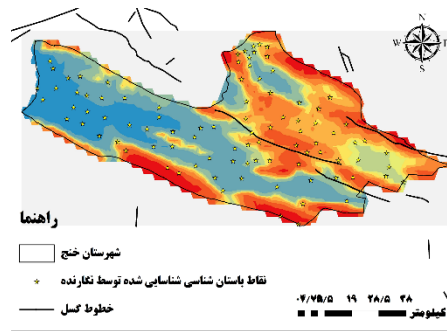 N
W
E
S
راهنما
شهرستان خنج
نقاط باستان شناسی شناسایی شده توسط نگارنده
خطوط گسل
۰۴/۷۵/۵ ۱۹ ۲۸/۵ ۳۸
کیلومتر